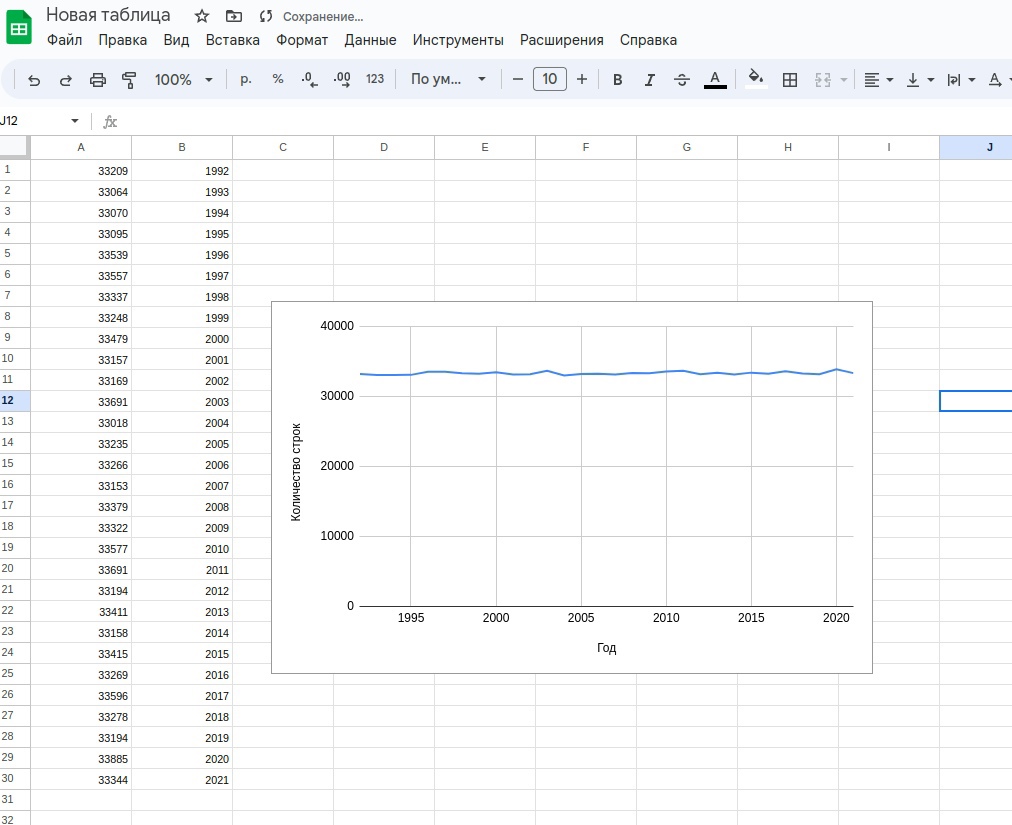 Новая таблица Сохранение...
Файл Правка Вид Вставка Формат Данные Инструменты Расширения Справка
100% р. % .0 .00 123 По ум... 10 B I A
J12 fx
A B C D E F G H I J
1 33209 1992
2 33064 1993
3 33070 1994
4 33095 1995
5 33539 1996
6 33557 1997
7 33337 1998
8 33248 1999
9 33479 2000
10 33157 2001
11 33169 2002
12 33691 2003
13 33018 2004
14 33235 2005
15 33266 2006
16 33153 2007
17 33379 2008
18 33322 2009
19 33577 2010
20 33691 2011
21 33194 2012
22 33411 2013
23 33158 2014
24 33415 2015
25 33269 2016
26 33596 2017
27 33278 2018
28 33194 2019
29 33885 2020
30 33344 2021
31
32
40000
30000
20000
10000
0
Количество строк
1995 2000 2005 2010 2015 2020
Год